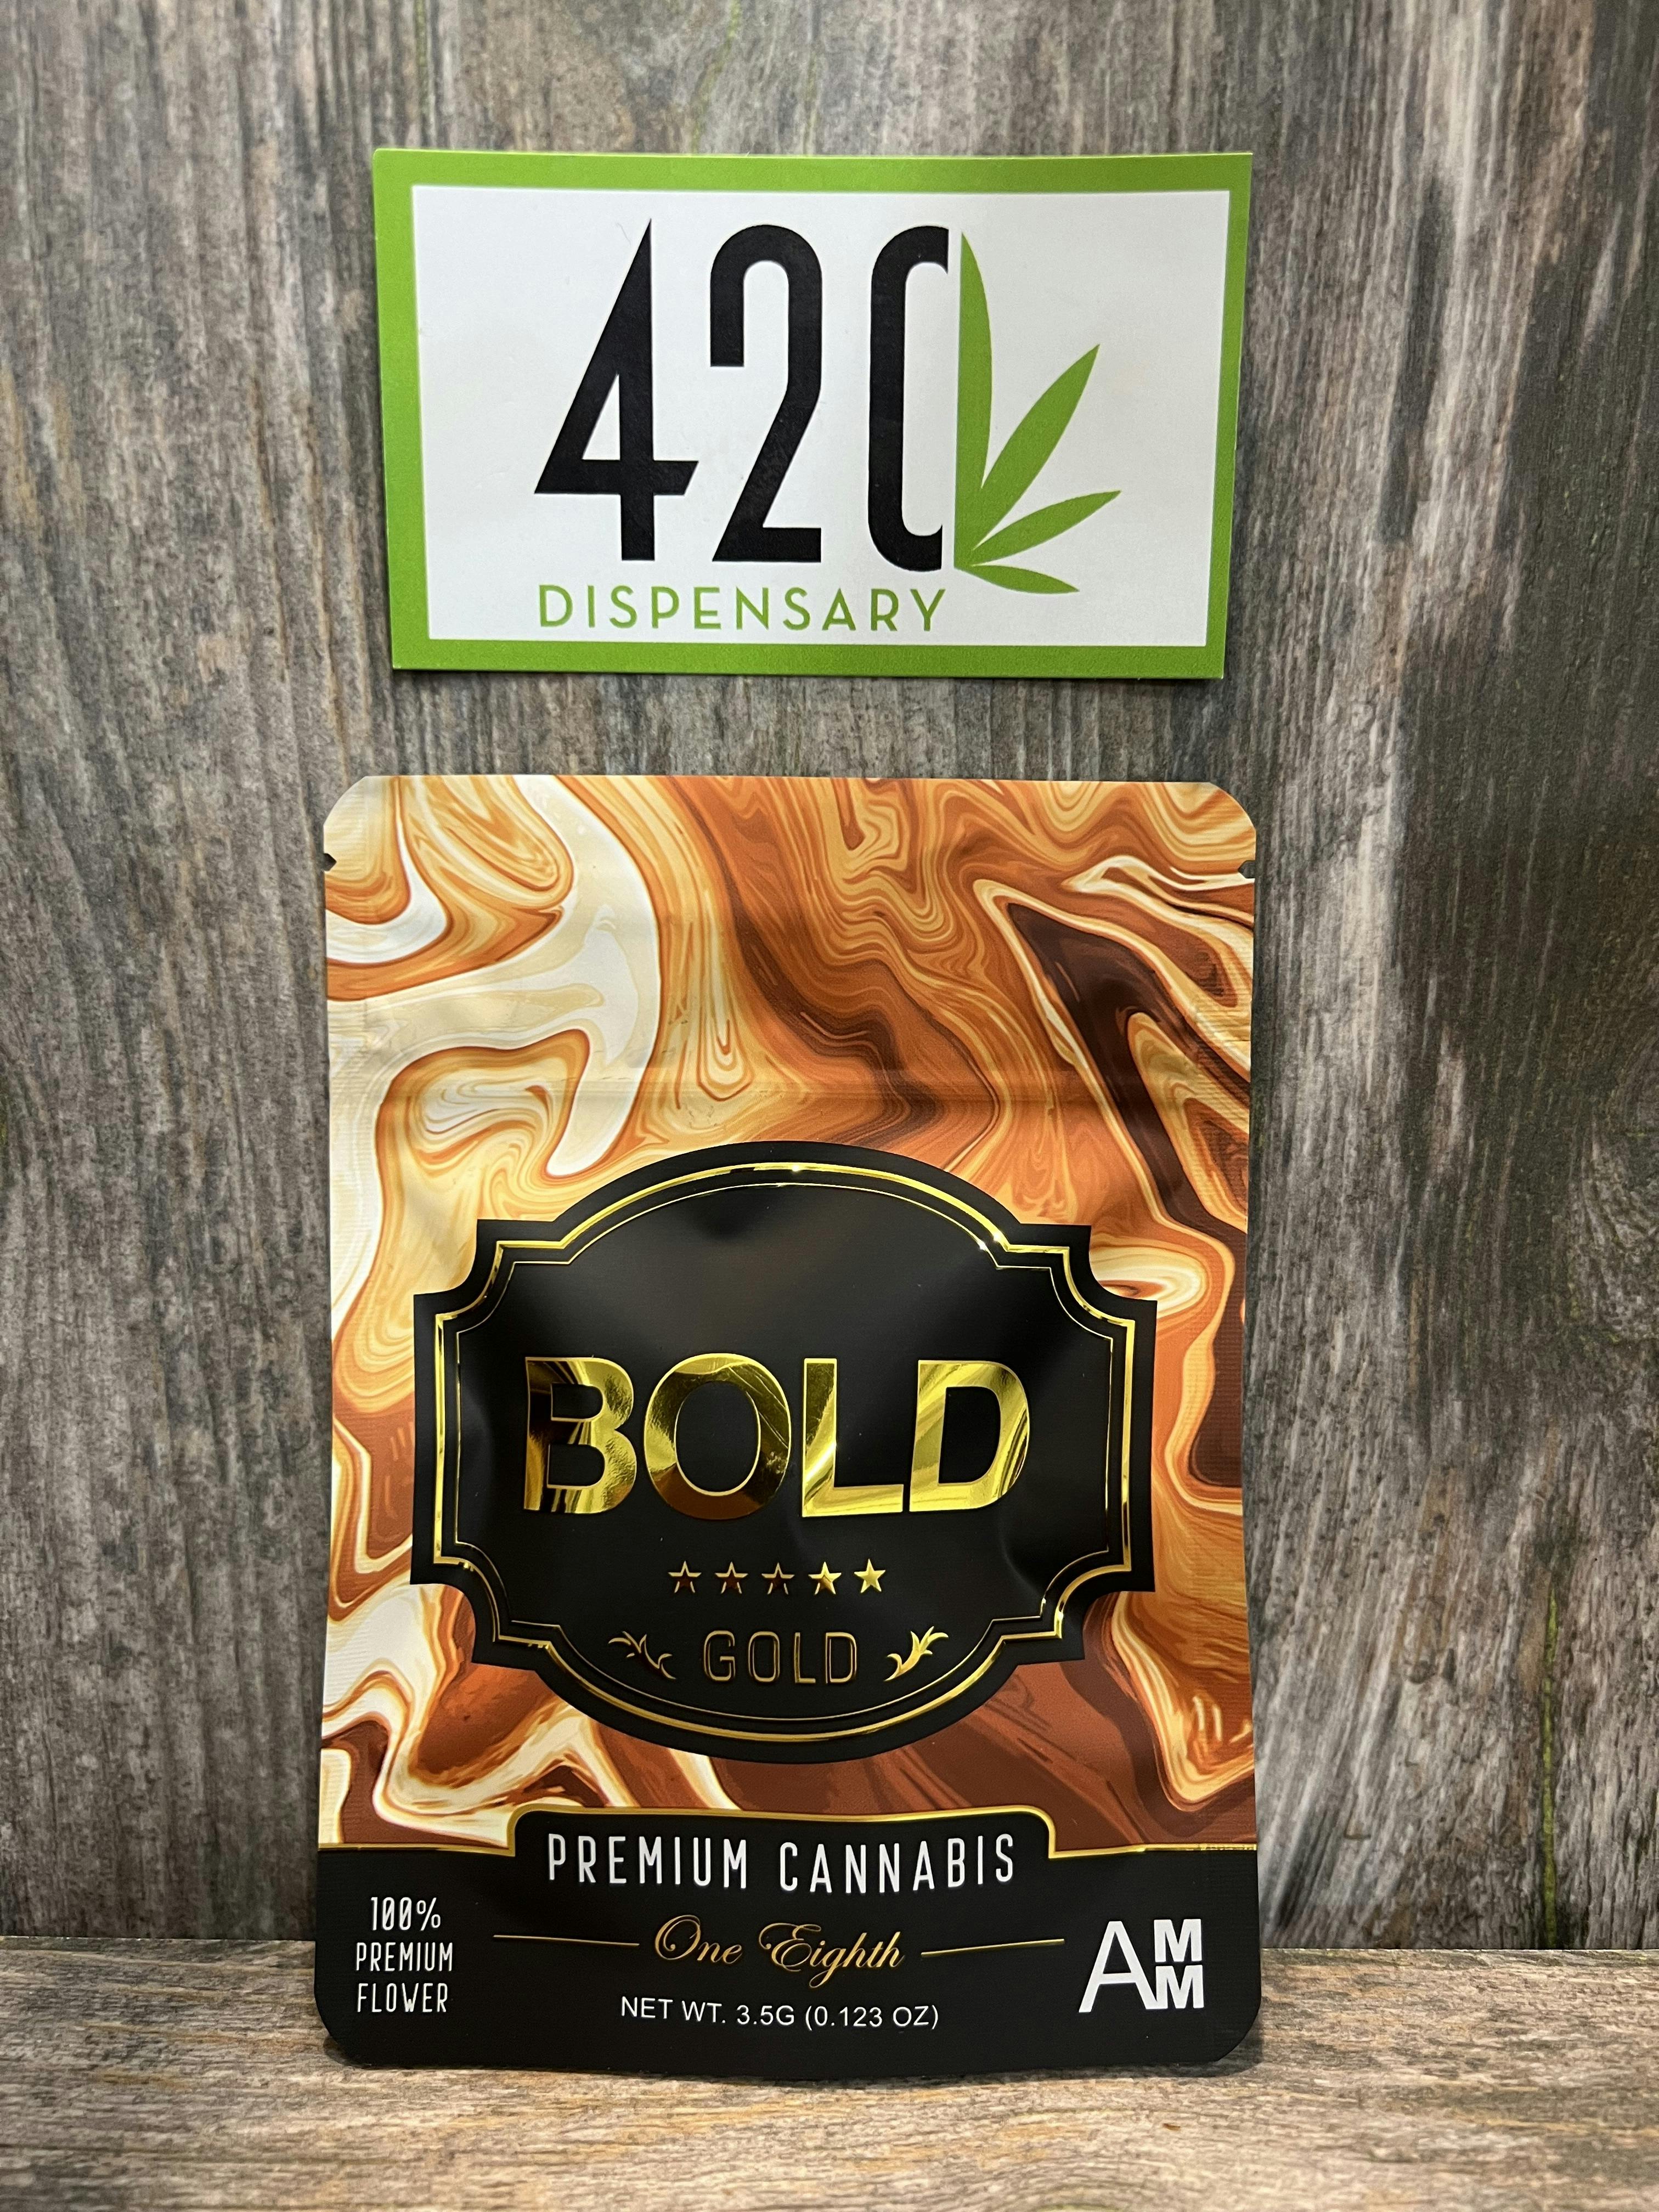 420
DISPENSARY
BOLD
GOLD
PREMIUM CANNABIS
100%
PREMIUM
FLOWER
One Eighth
NET WT. 3.5G (0.123 OZ)
AMM